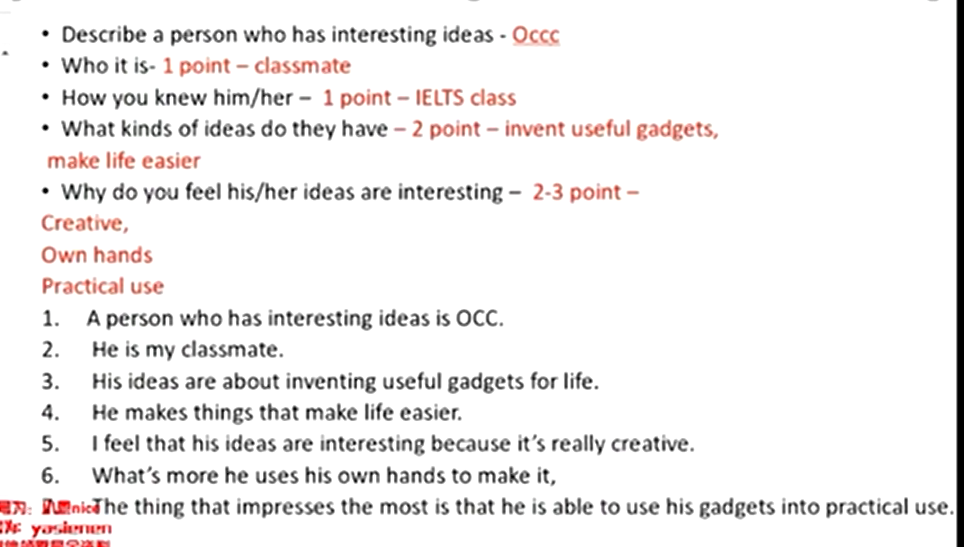 • Describe a person who has interesting ideas - Occc
• Who it is- 1 point – classmate
• How you knew him/her – 1 point – IELTS class
• What kinds of ideas do they have – 2 point – invent useful gadgets,
make life easier
• Why do you feel his/her ideas are interesting – 2-3 point –
Creative,
Own hands
Practical use
1. A person who has interesting ideas is OCC.
2. He is my classmate.
3. His ideas are about inventing useful gadgets for life.
4. He makes things that make life easier.
5. I feel that his ideas are interesting because it's really creative.
6. What's more he uses his own hands to make it,
The thing that impresses the most is that he is able to use his gadgets into practical use.
yasienen